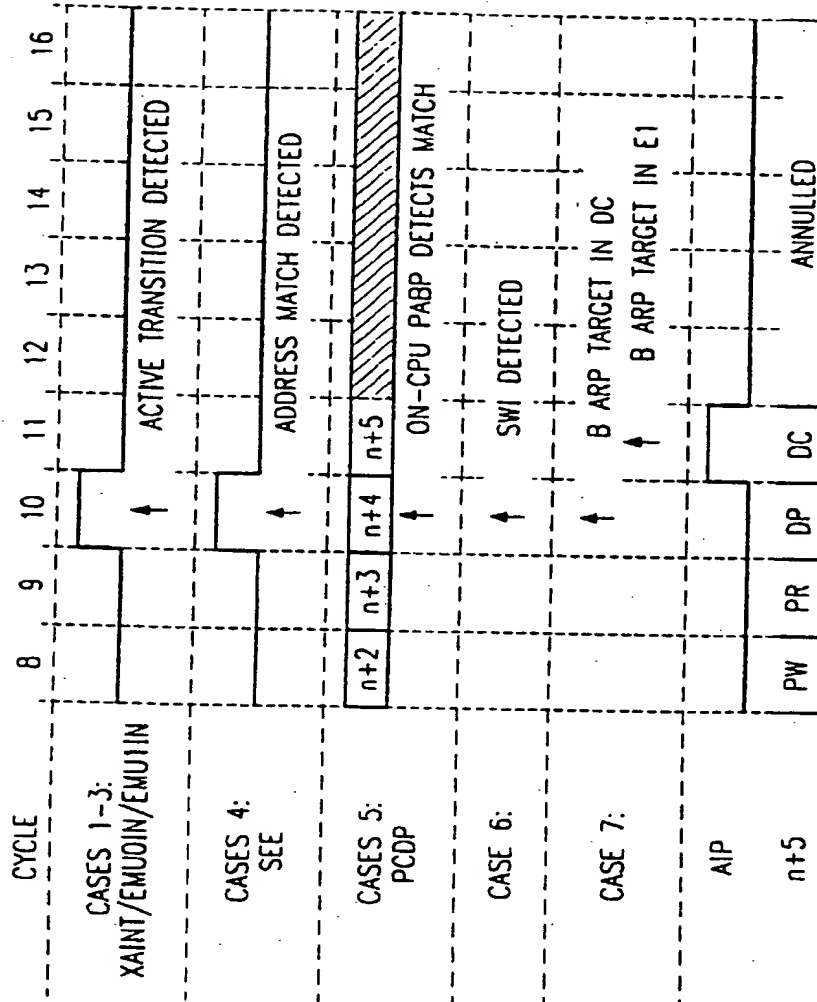 CYCLE 8 9 10 11 12 13 14 15 16
CASES 1-3:
XAINT/EMU0IN/EMU1IN
ACTIVE TRANSITION DETECTED
CASES 4:
SEE
ADDRESS MATCH DETECTED
CASES 5:
PCDP
n+2 n+3 n+4 n+5
ON-CPU PABP DETECTS MATCH
CASE 6:
SWI DETECTED
CASE 7:
B ARP TARGET IN DC
B ARP TARGET IN E1
AIP
n+5 PW PR DP DC ANNULLED